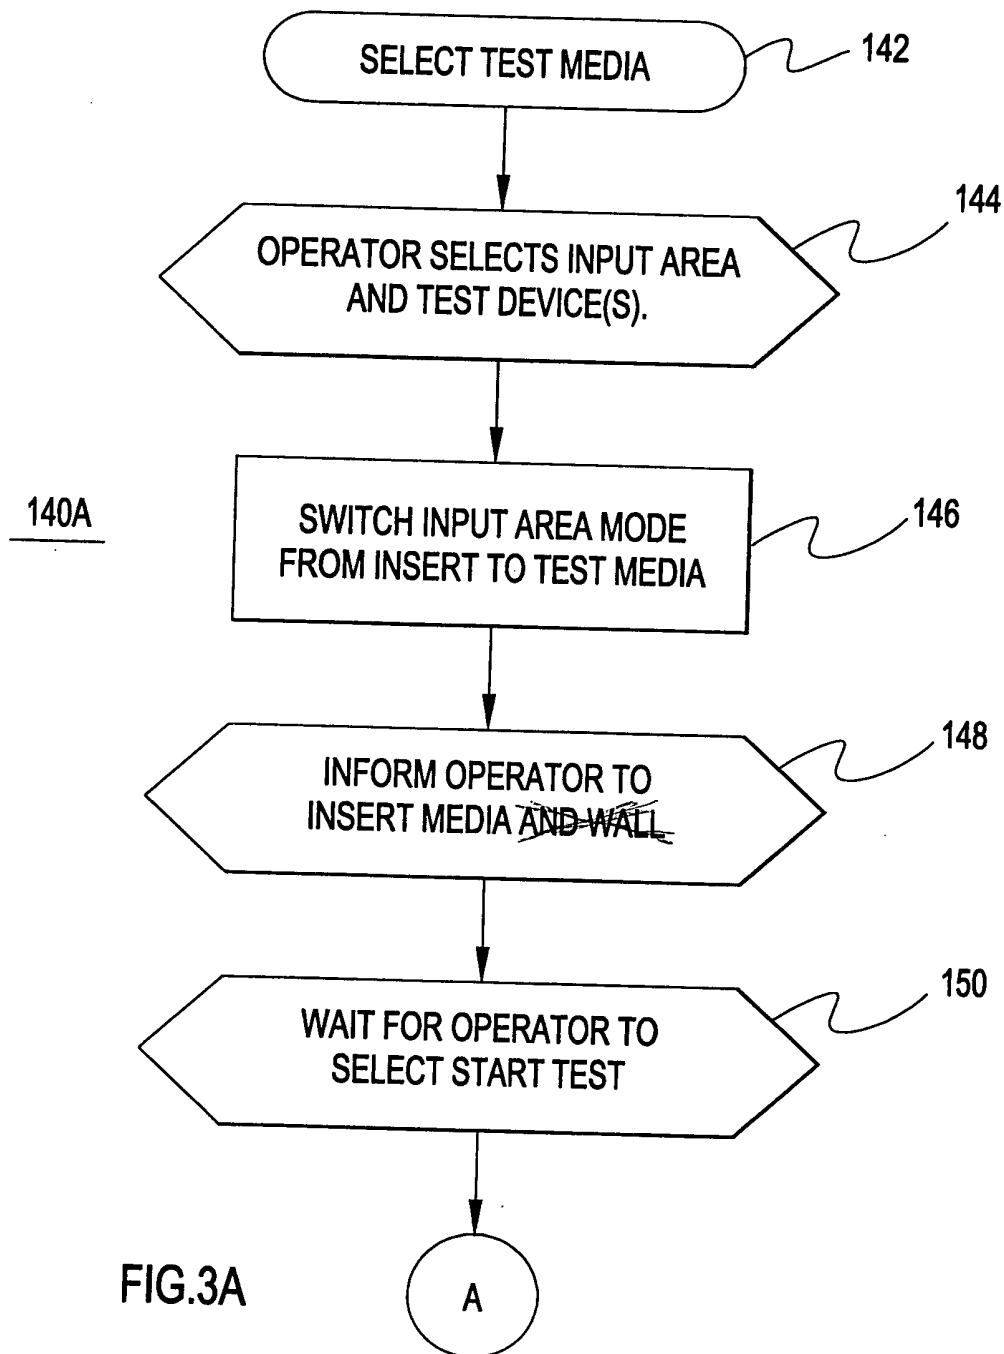 SELECT TEST MEDIA
142
OPERATOR SELECTS INPUT AREA
AND TEST DEVICE(S).
144
140A
SWITCH INPUT AREA MODE
FROM INSERT TO TEST MEDIA
146
INFORM OPERATOR TO
INSERT MEDIA AND WALL
148
WAIT FOR OPERATOR TO
SELECT START TEST
150
FIG.3A
A